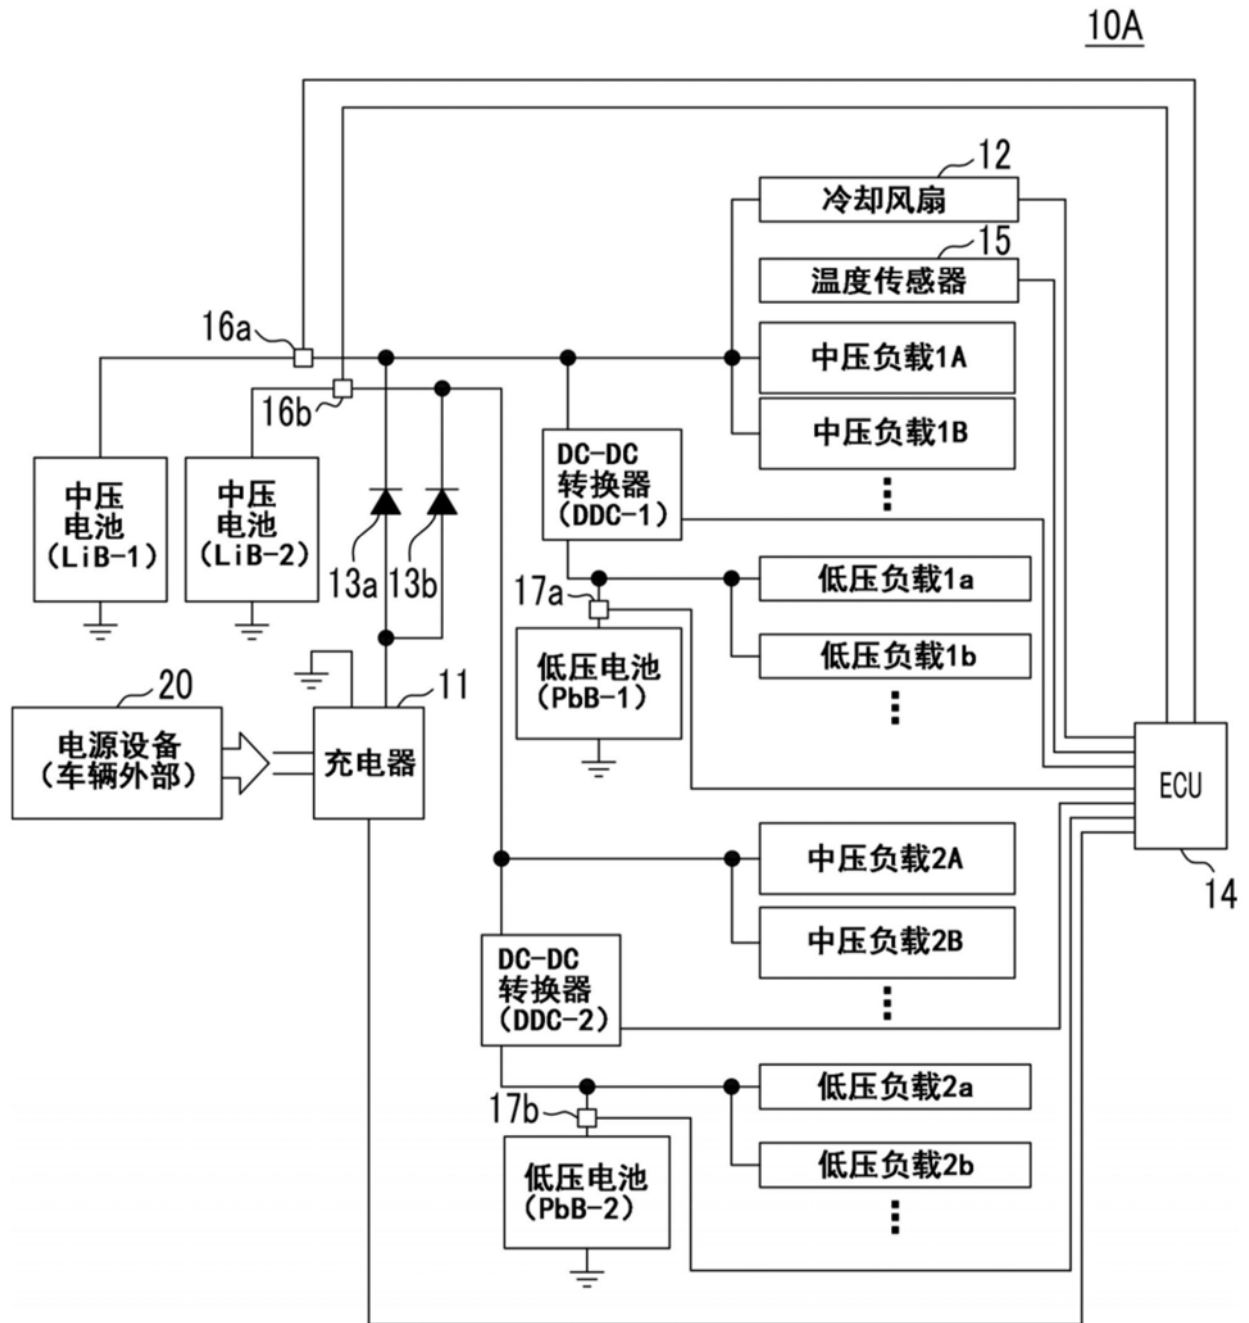 10A
12
冷却风扇
15
温度传感器
16a
中压负载1A
16b
中压负载1B
DC-DC
转换器
(DDC-1)
中压
电池
(LiB-1)
中压
电池
(LiB-2)
13a
13b
17a
低压负载1a
低压电池
(PbB-1)
低压负载1b
20
11
电源设备
(车辆外部)
充电器
ECU
14
中压负载2A
中压负载2B
DC-DC
转换器
(DDC-2)
17b
低压负载2a
低压电池
(PbB-2)
低压负载2b